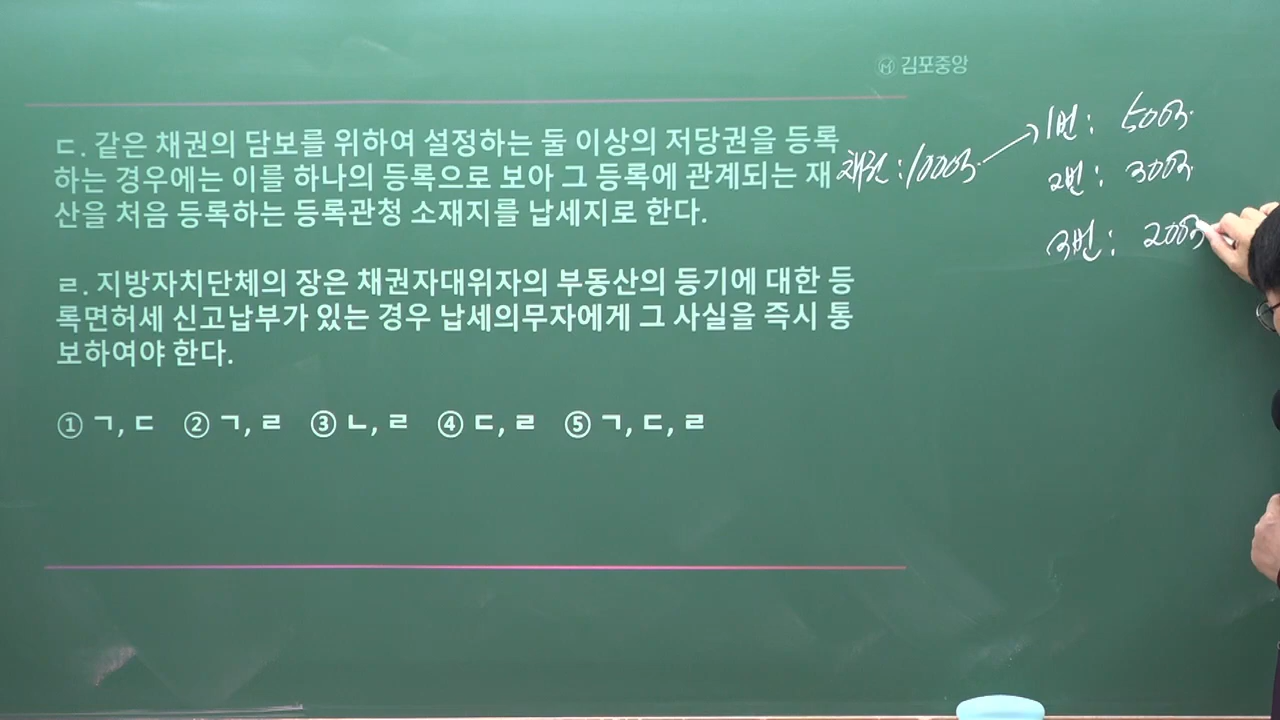 김포중앙
ㄷ. 같은 채권의 담보를 위하여 설정하는 둘 이상의 저당권을 등록
하는 경우에는 이를 하나의 등록으로 보아 그 등록에 관계되는 재
산을 처음 등록하는 등록관청 소재지를 납세지로 한다.
ㄹ. 지방자치단체의 장은 채권자대위자의 부동산의 등기에 대한 등
록면허세 신고납부가 있는 경우 납세의무자에게 그 사실을 즉시 통
보하여야 한다.
① ㄱ, ㄷ ② ㄱ, ㄹ ③ ㄴ, ㄹ ④ ㄷ, ㄹ ⑤ ㄱ, ㄷ, ㄹ
채권 : 1000억
1번 : 500억
2번 : 300억
3번 : 200억